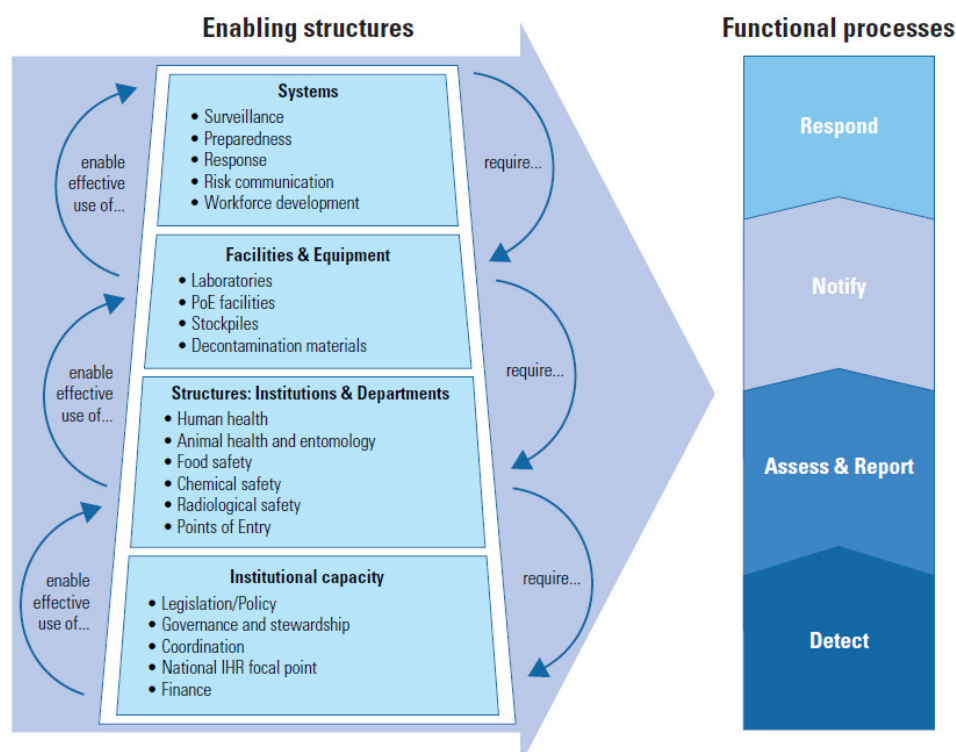 Enabling structures
Functional processes
Systems
• Surveillance
• Preparedness
• Response
• Risk communication
• Workforce development
enable
effective
use of...
require...
Facilities & Equipment
• Laboratories
• PoE facilities
• Stockpiles
• Decontamination materials
enable
effective
use of...
require...
Structures: Institutions & Departments
• Human health
• Animal health and entomology
• Food safety
• Chemical safety
• Radiological safety
• Points of Entry
enable
effective
use of...
require...
Institutional capacity
• Legislation/Policy
• Governance and stewardship
• Coordination
• National IHR focal point
• Finance
Respond
Notify
Assess & Report
Detect